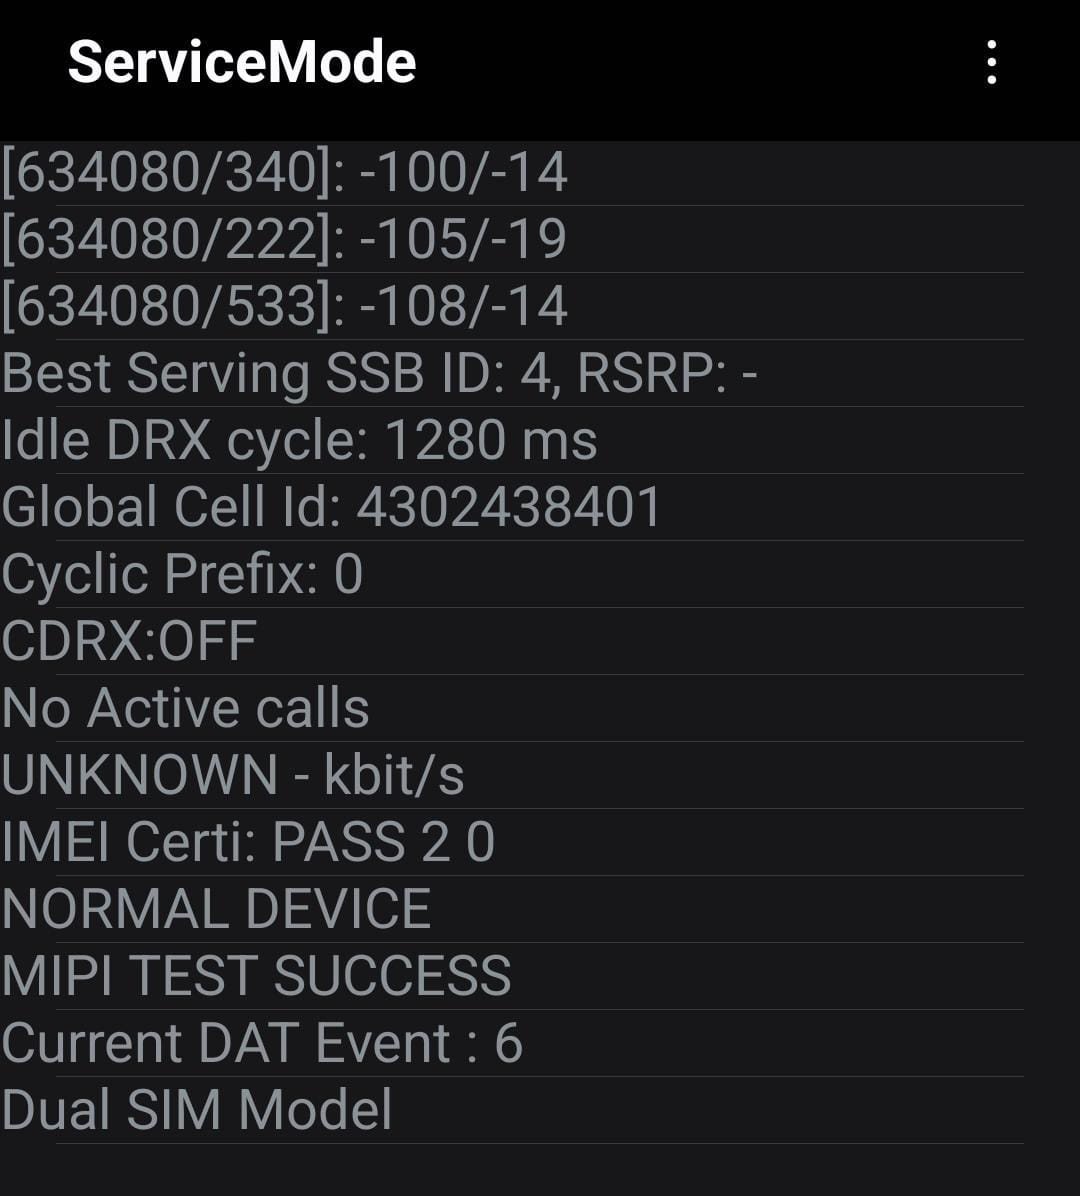 ServiceMode
[634080/340]: -100/-14
[634080/222]: -105/-19
[634080/533]: -108/-14
Best Serving SSB ID: 4, RSRP: -
Idle DRX cycle: 1280 ms
Global Cell Id: 4302438401
Cyclic Prefix: 0
CDRX:OFF
No Active calls
UNKNOWN - kbit/s
IMEI Certi: PASS 2 0
NORMAL DEVICE
MIPI TEST SUCCESS
Current DAT Event : 6
Dual SIM Model